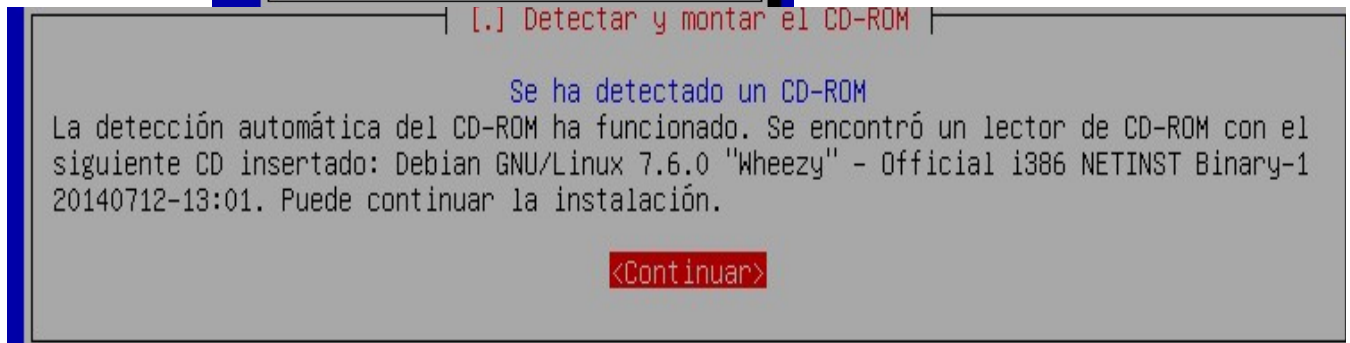 [.] Detectar y montar el CD-ROM
Se ha detectado un CD-ROM
La detección automática del CD-ROM ha funcionado. Se encontró un lector de CD-ROM con el
siguiente CD insertado: Debian GNU/Linux 7.6.0 "Wheezy" - Official i386 NETINST Binary-1
20140712-13:01. Puede continuar la instalación.
<Continuar>